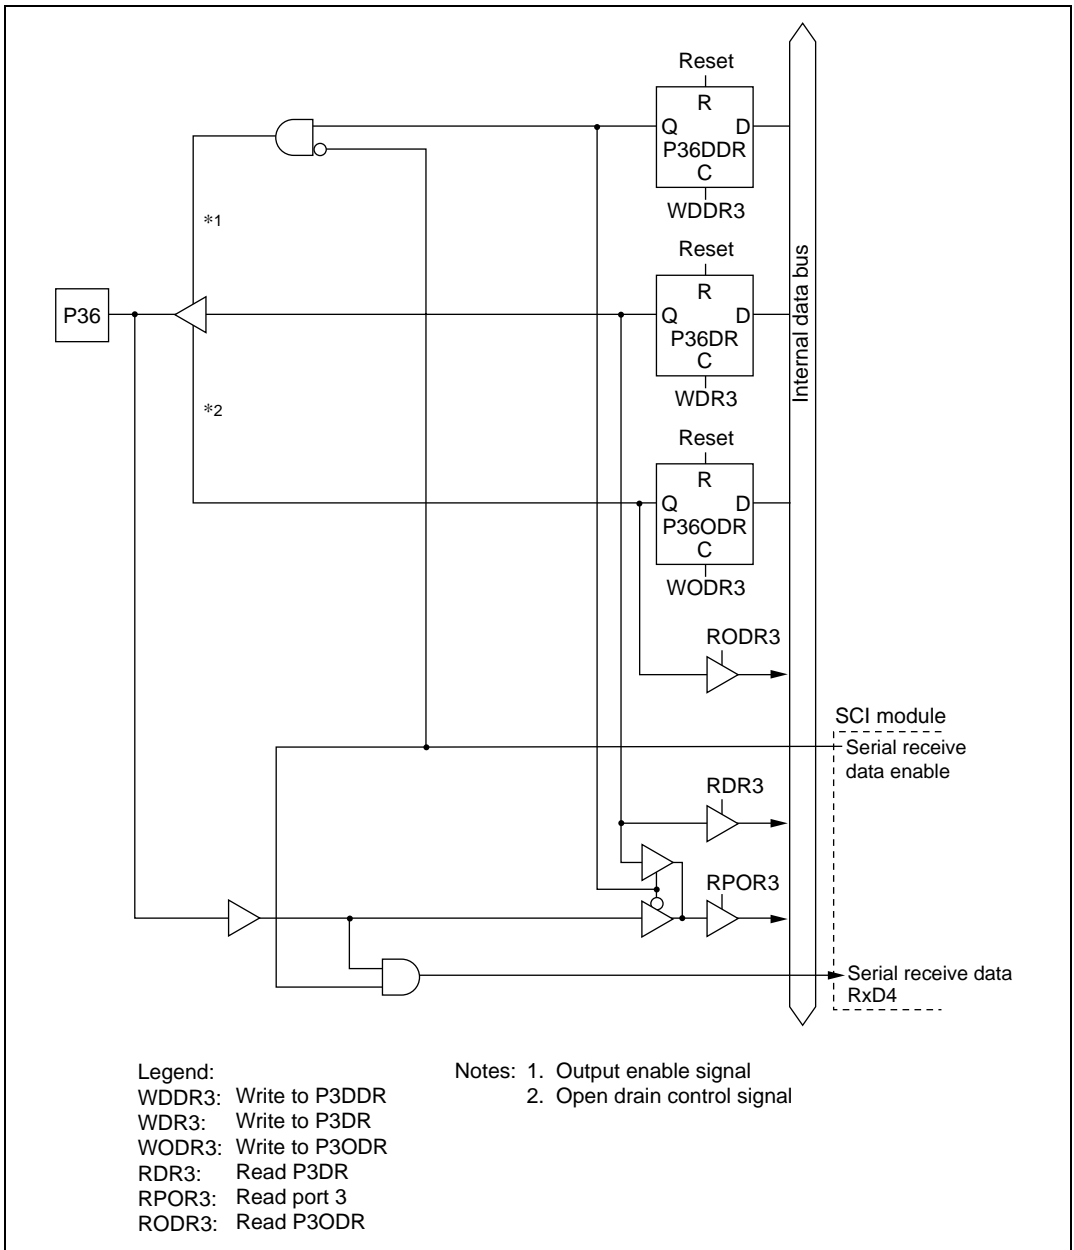 Reset
R
Q D
P36DDR
C
WDDR3
*1
Reset
R
P36
Q D
P36DR
C
WDR3
Internal data bus
*2
Reset
R
Q D
P36ODR
C
WODR3
RODR3
SCI module
Serial receive
data enable
RDR3
RPOR3
Serial receive data
RxD4
Legend:
WDDR3: Write to P3DDR
WDR3: Write to P3DR
WODR3: Write to P3ODR
RDR3: Read P3DR
RPOR3: Read port 3
RODR3: Read P3ODR
Notes: 1. Output enable signal
2. Open drain control signal